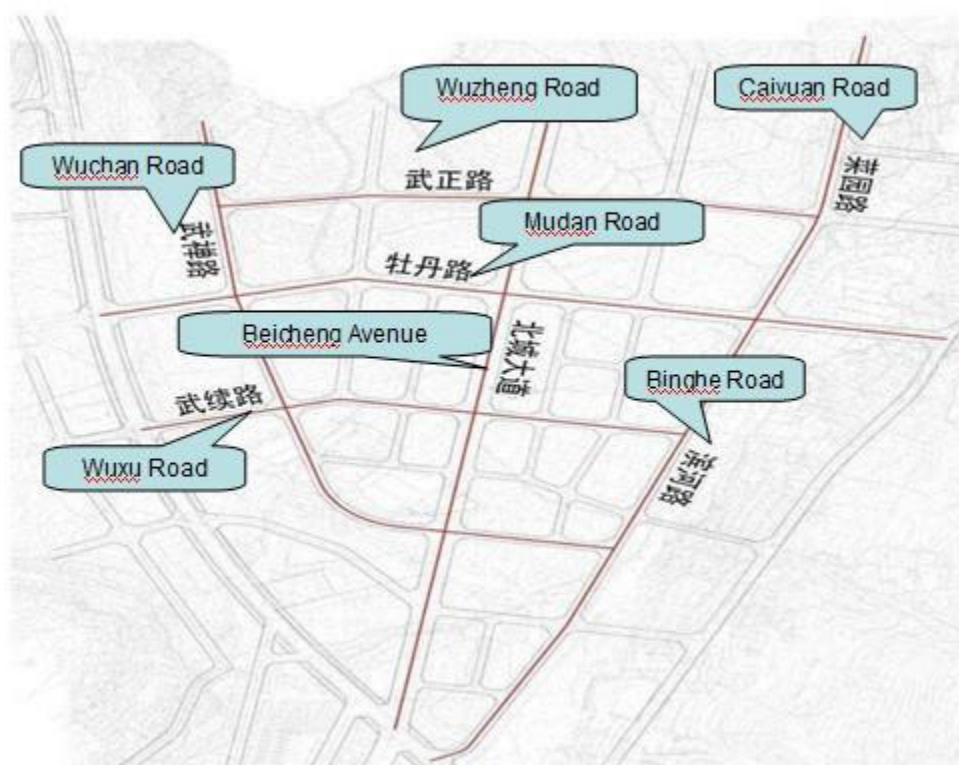 Wuzheng Road
Caiyuan Road
Wuchan Road
武正路
菜园路
Mudan Road
武禅路
牡丹路
Beicheng Avenue
北城大道
Binghe Road
武续路
Wuxu Road
滨河路